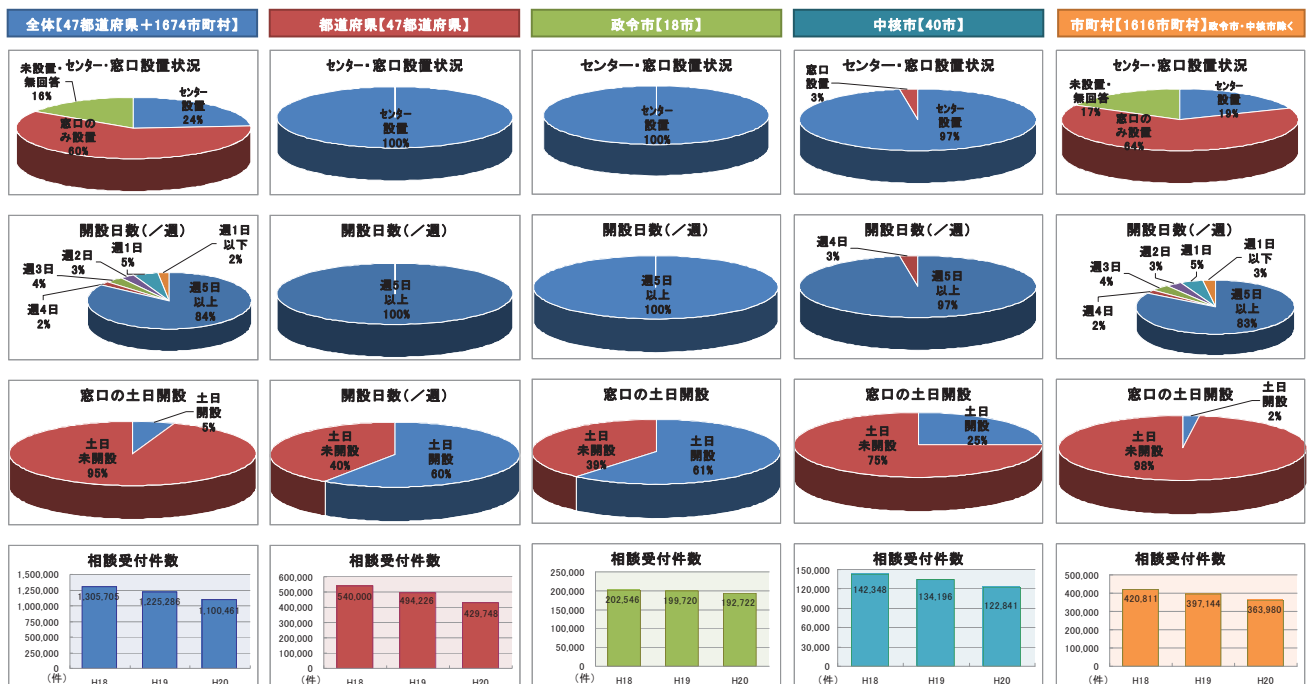 全体【47都道府県＋1674市町村】
都道府県【47都道府県】
政令市【18市】
中核市【40市】
市町村【1616市町村】政令市・中核市除く
センター・窓口設置状況
未設置・
無回答
16%
センター
設置
24%
窓口の
み設置
60%
センター・窓口設置状況
センター
設置
100%
センター・窓口設置状況
センター
設置
100%
センター・窓口設置状況
窓口
設置
3%
センター
設置
97%
センター・窓口設置状況
未設置・
無回答
17%
センター
設置
19%
窓口の
み設置
64%
開設日数(／週)
週1日
以下
2%
週1日
5%
週2日
3%
週3日
4%
週4日
2%
週5日
以上
84%
開設日数(／週)
週5日
以上
100%
開設日数(／週)
週5日
以上
100%
開設日数(／週)
週4日
3%
週5日
以上
97%
開設日数(／週)
週1日
以下
3%
週1日
5%
週2日
3%
週3日
4%
週4日
2%
週5日
以上
83%
窓口の土日開設
土日
開設
5%
土日
未開設
95%
開設日数(／週)
土日
未開設
40%
土日
開設
60%
窓口の土日開設
土日
未開設
39%
土日
開設
61%
窓口の土日開設
土日
開設
25%
土日
未開設
75%
窓口の土日開設
土日
開設
2%
土日
未開設
98%
相談受付件数
1,500,000
1,250,000
1,000,000
750,000
500,000
250,000
0
(件)
1,305,705
1,225,286
1,100,461
H18 H19 H20
相談受付件数
600,000
500,000
400,000
300,000
200,000
100,000
0
(件)
540,000
494,226
429,748
H18 H19 H20
相談受付件数
250,000
200,000
150,000
100,000
50,000
0
(件)
202,546
199,720
192,722
H18 H19 H20
相談受付件数
150,000
120,000
90,000
60,000
30,000
0
(件)
142,348
134,196
122,841
H18 H19 H20
相談受付件数
500,000
400,000
300,000
200,000
100,000
0
(件)
420,811
397,144
363,980
H18 H19 H20